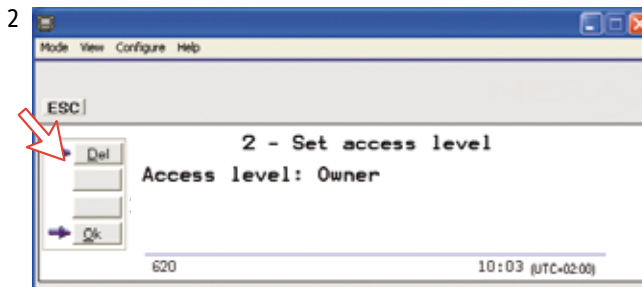 2
Mode View Configure Help
ESC
Del
2 - Set access level
Access level: Owner
Ok
620 10:03 (UTC+02:00)